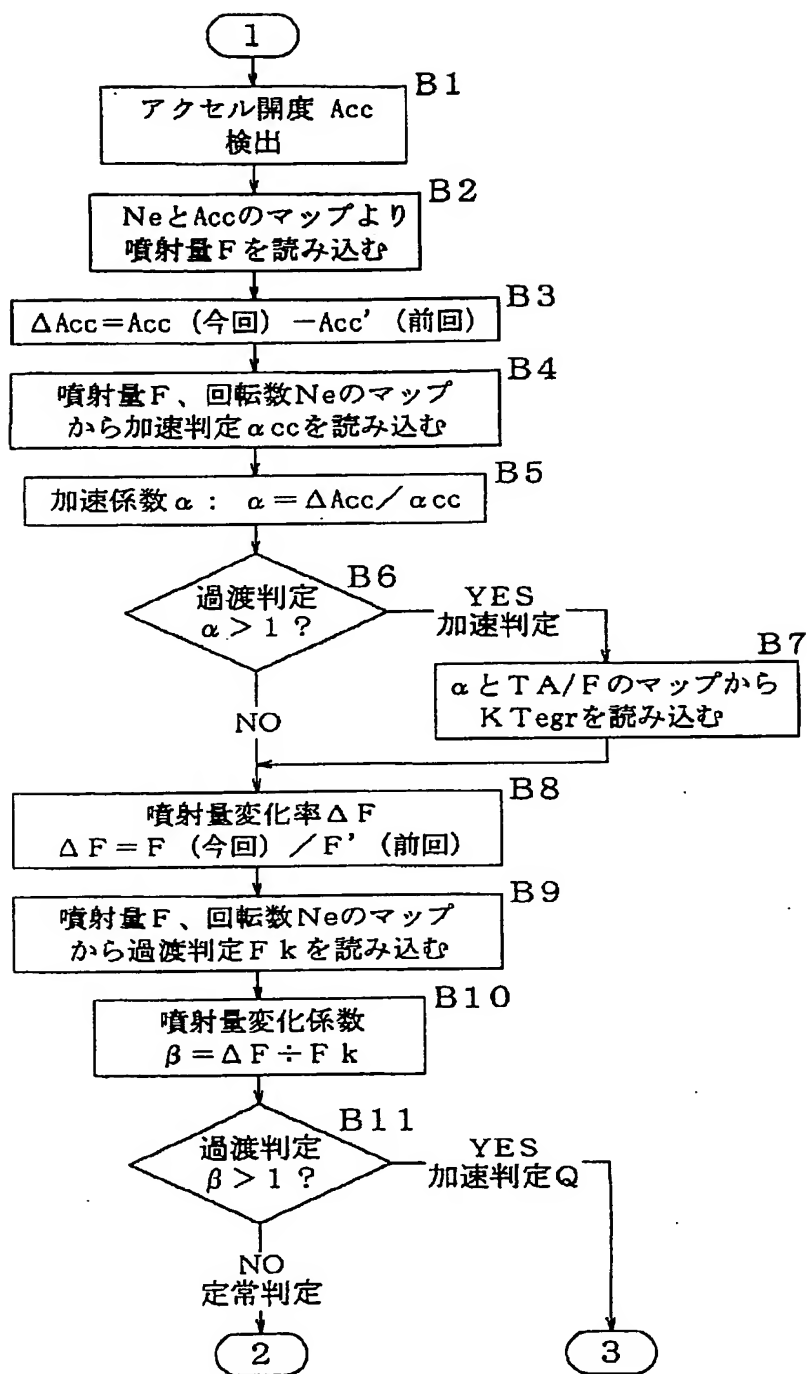 1
B1
アクセル開度 Acc
検出
B2
NeとAccのマップより
噴射量Fを読み込む
B3
ΔAcc=Acc (今回) -Acc' (前回)
B4
噴射量F、回転数Neのマップ
から加速判定αccを読み込む
B5
加速係数α: α=ΔAcc/αcc
B6
過渡判定
α>1?
YES
加速判定
B7
αとTA/Fのマップから
KTegrを読み込む
NO
B8
噴射量変化率ΔF
ΔF=F (今回) /F' (前回)
B9
噴射量F、回転数Neのマップ
から過渡判定Fkを読み込む
B10
噴射量変化係数
β=ΔF÷Fk
B11
過渡判定
β>1?
YES
加速判定Q
NO
定常判定
2
3